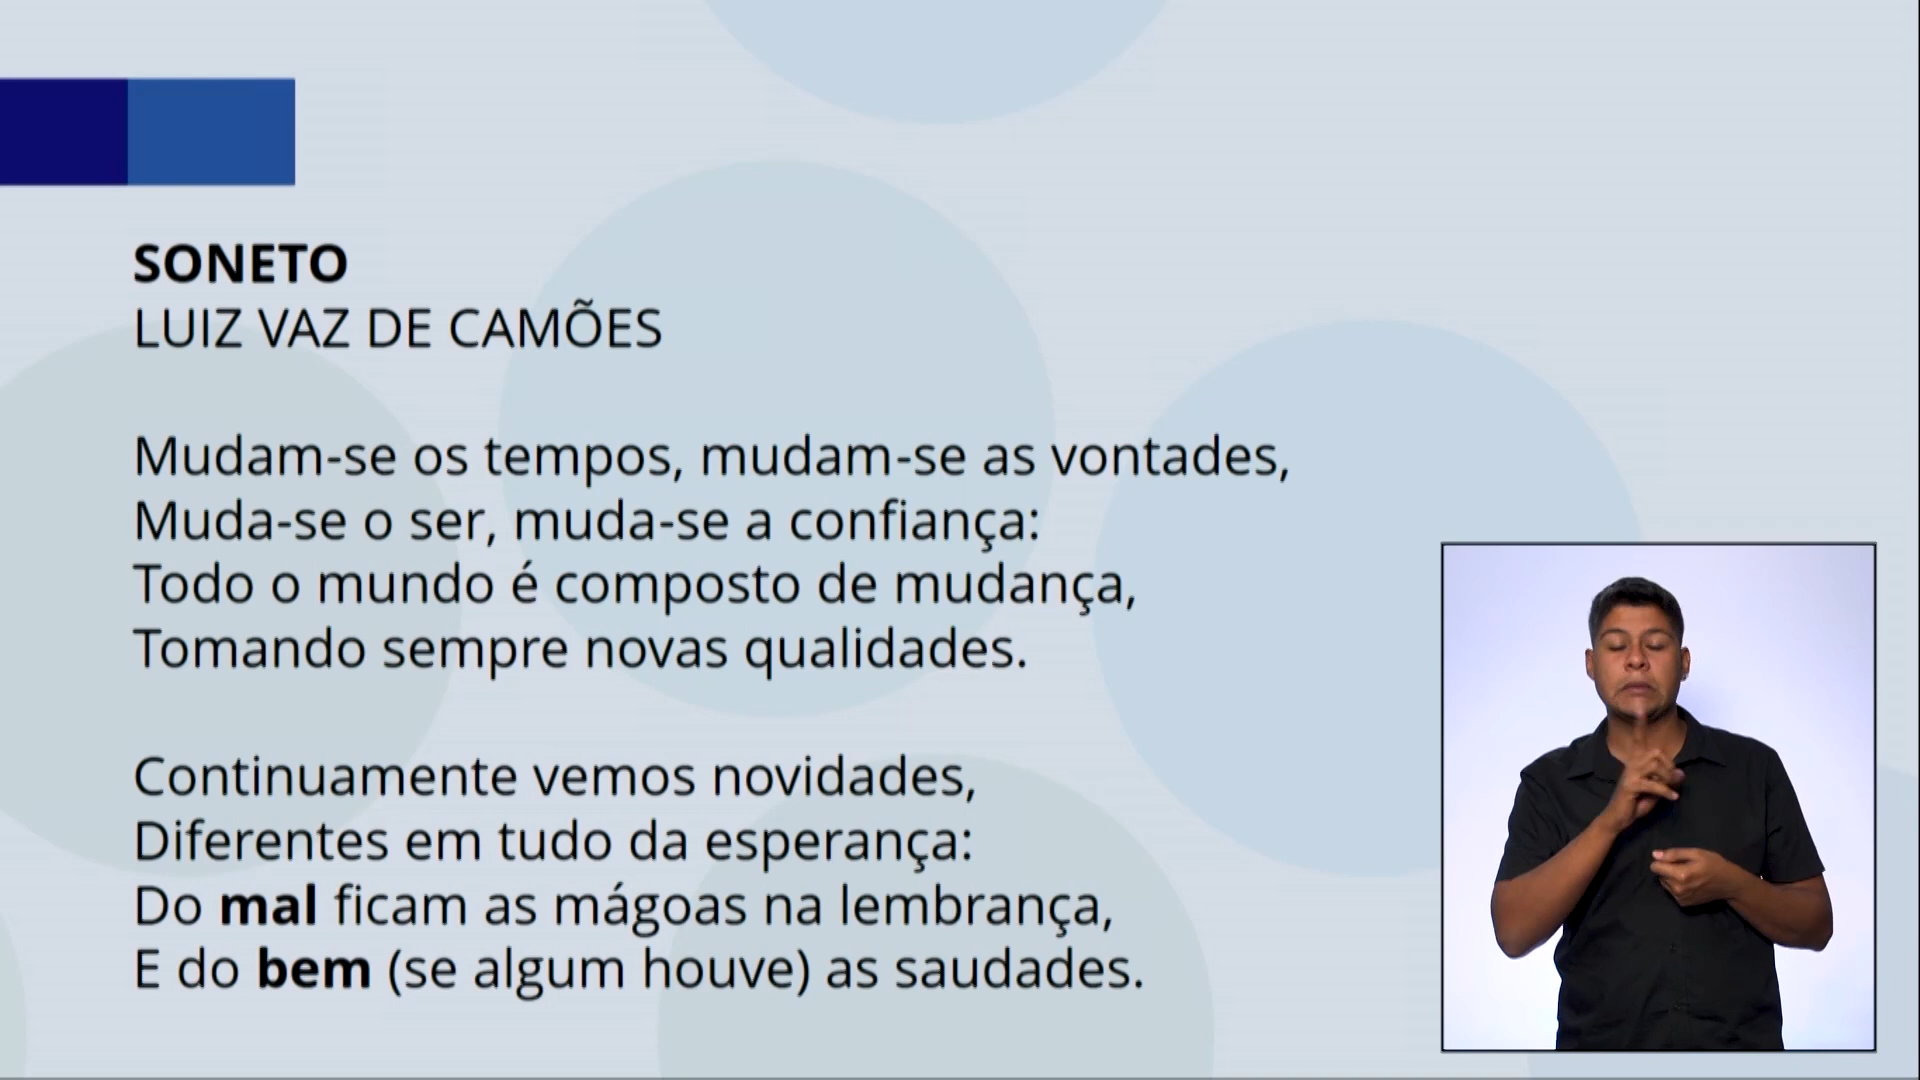 SONETO
LUIZ VAZ DE CAMÕES
Mudam-se os tempos, mudam-se as vontades,
Muda-se o ser, muda-se a confiança:
Todo o mundo é composto de mudança,
Tomando sempre novas qualidades.
Continuamente vemos novidades,
Diferentes em tudo da esperança:
Do mal ficam as mágoas na lembrança,
E do bem (se algum houve) as saudades.